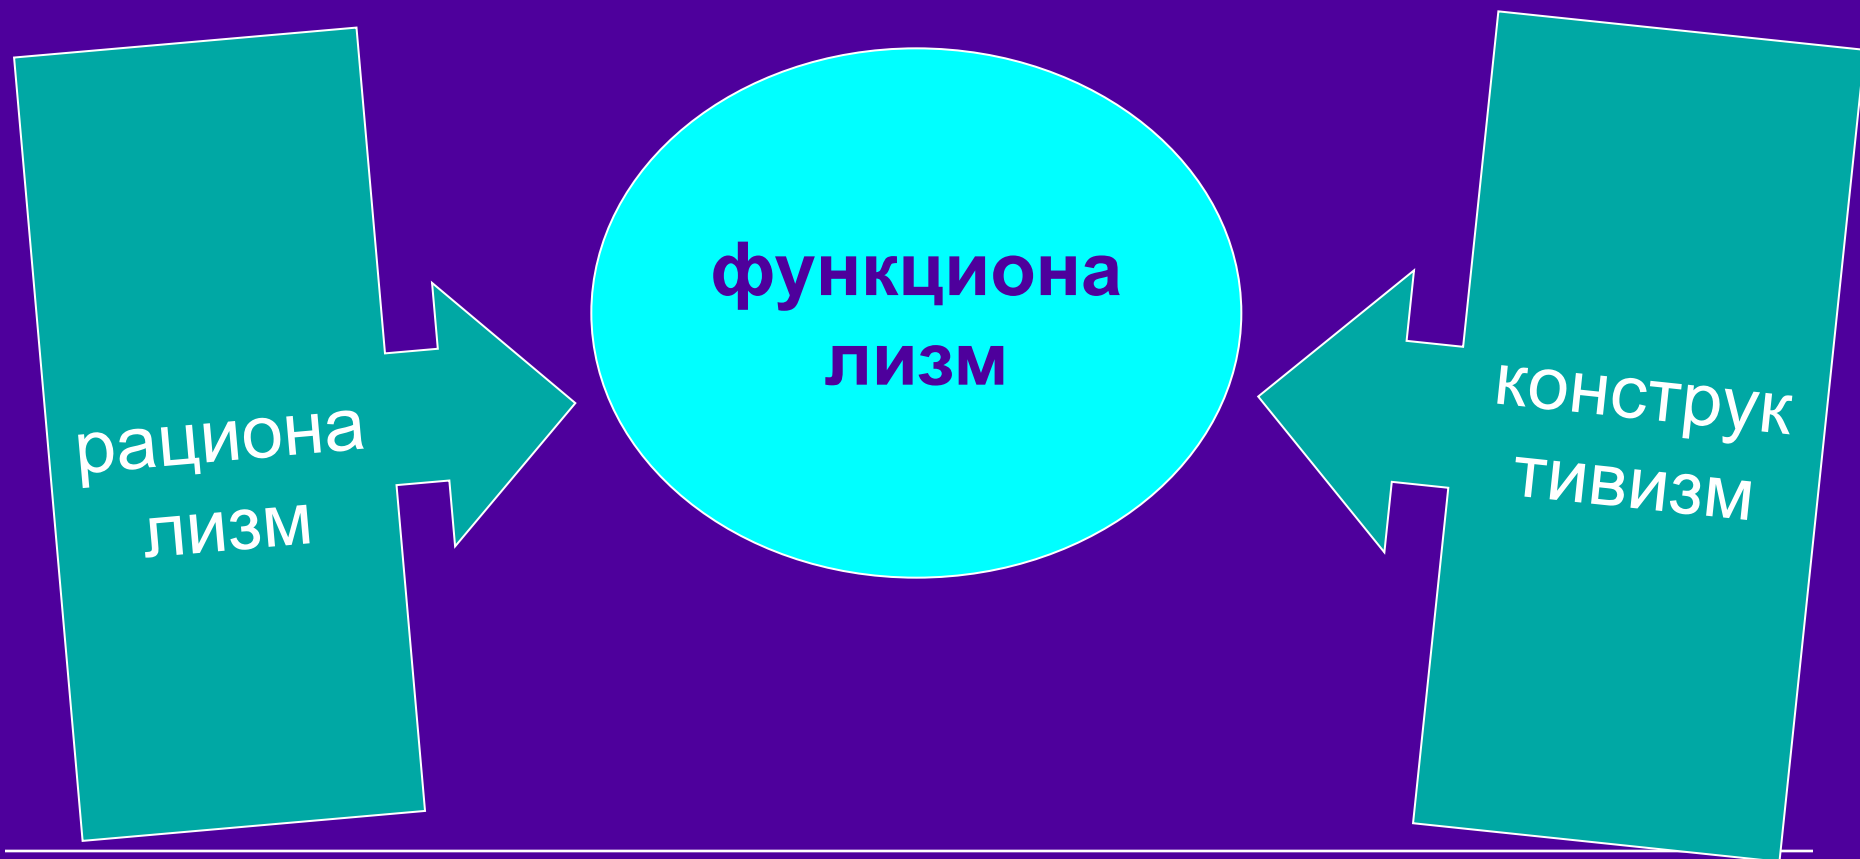 рациона
лизм
функциона
лизм
конструк
тивизм